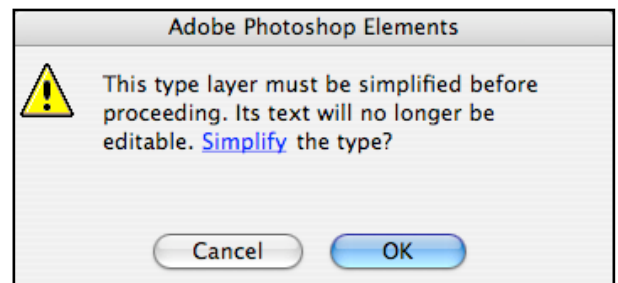 Adobe Photoshop Elements
This type layer must be simplified before
proceeding. Its text will no longer be
editable. Simplify the type?
Cancel OK